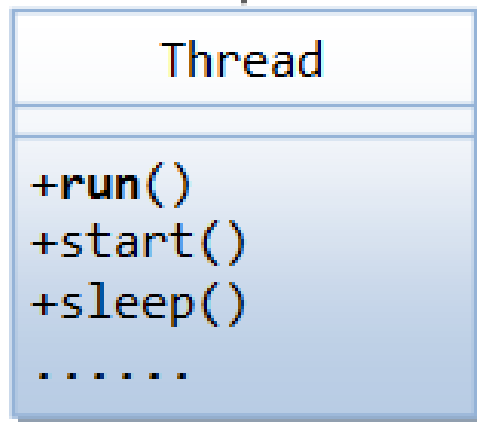 Thread
+run()
+start()
+sleep()
......